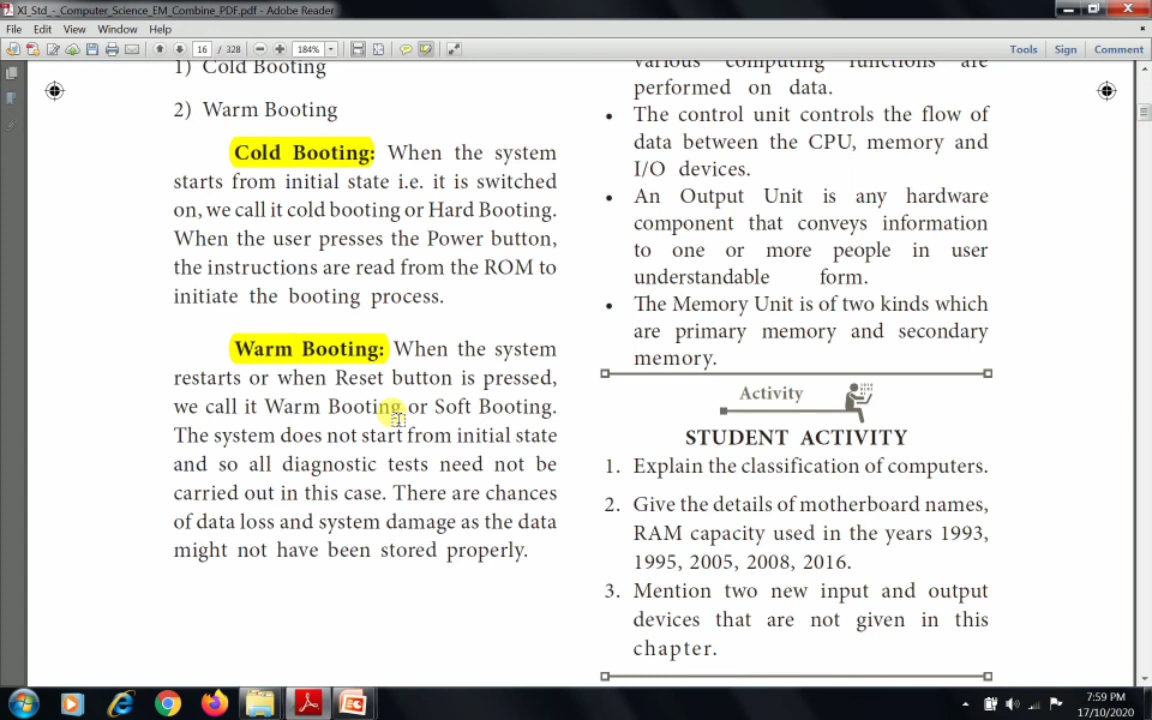 XI_Std_-_Computer_Science_EM_Combine_PDF.pdf - Adobe Reader
File Edit View Window Help
16 / 328 184% Tools Sign Comment
1) Cold Booting
2) Warm Booting
Cold Booting: When the system
starts from initial state i.e. it is switched
on, we call it cold booting or Hard Booting.
When the user presses the Power button,
the instructions are read from the ROM to
initiate the booting process.
Warm Booting: When the system
restarts or when Reset button is pressed,
we call it Warm Booting or Soft Booting.
The system does not start from initial state
and so all diagnostic tests need not be
carried out in this case. There are chances
of data loss and system damage as the data
might not have been stored properly.
various computing functions are
performed on data.
• The control unit controls the flow of
data between the CPU, memory and
I/O devices.
• An Output Unit is any hardware
component that conveys information
to one or more people in user
understandable form.
• The Memory Unit is of two kinds which
are primary memory and secondary
memory.
Activity
STUDENT ACTIVITY
1. Explain the classification of computers.
2. Give the details of motherboard names,
RAM capacity used in the years 1993,
1995, 2005, 2008, 2016.
3. Mention two new input and output
devices that are not given in this
chapter.
7:59 PM
17/10/2020